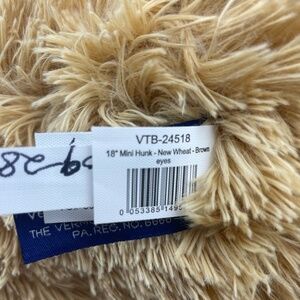 VTB-24518
18" Mini Hunk - New Wheat - Brown
eyes
0 053385 1495
THE VER
PA. REG. NO.